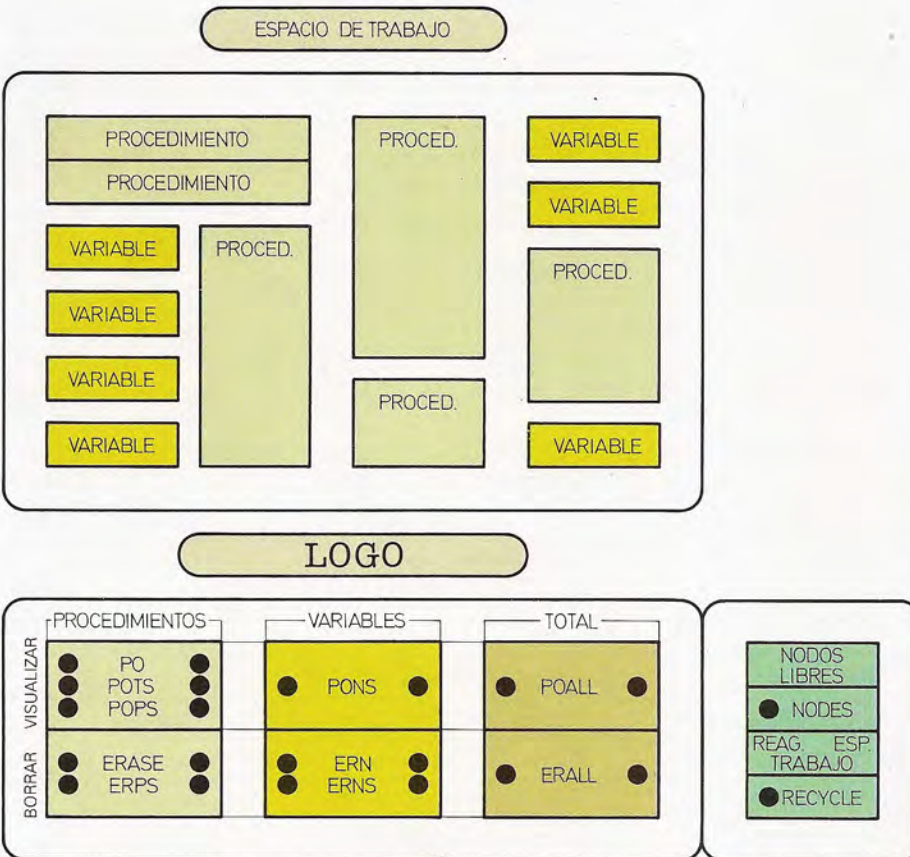 ESPACIO DE TRABAJO
PROCEDIMIENTO
PROCEDIMIENTO
VARIABLE
VARIABLE
VARIABLE
VARIABLE
PROCED.
PROCED.
PROCED.
VARIABLE
VARIABLE
PROCED.
VARIABLE
LOGO
PROCEDIMIENTOS
VARIABLES
TOTAL
VISUALIZAR
PO
POTS
POPS
PONS
POALL
BORRAR
ERASE
ERPS
ERN
ERNS
ERALL
NODOS
LIBRES
NODES
REAG. ESP.
TRABAJO
RECYCLE